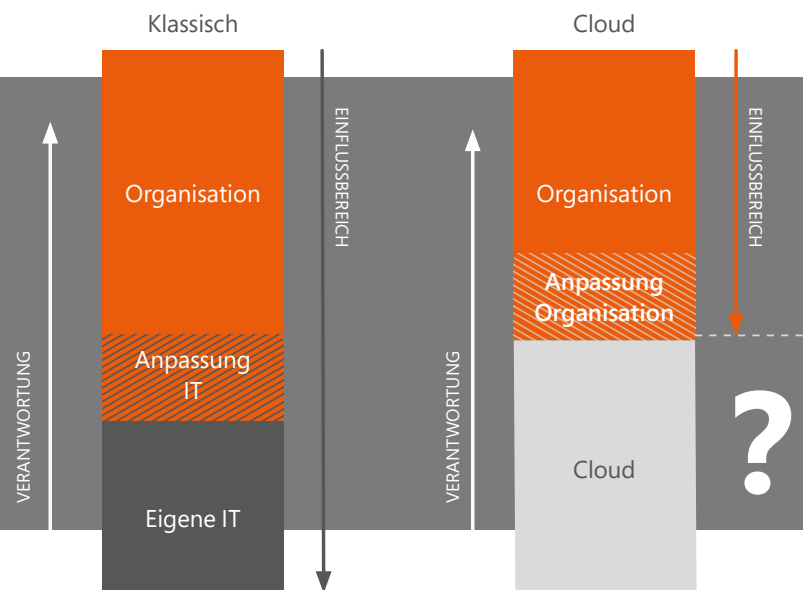 Klassisch
Organisation
Anpassung
IT
Eigene IT
VERANTWORTUNG
EINFLUSSBEREICH
Cloud
Organisation
Anpassung
Organisation
Cloud
VERANTWORTUNG
EINFLUSSBEREICH
?